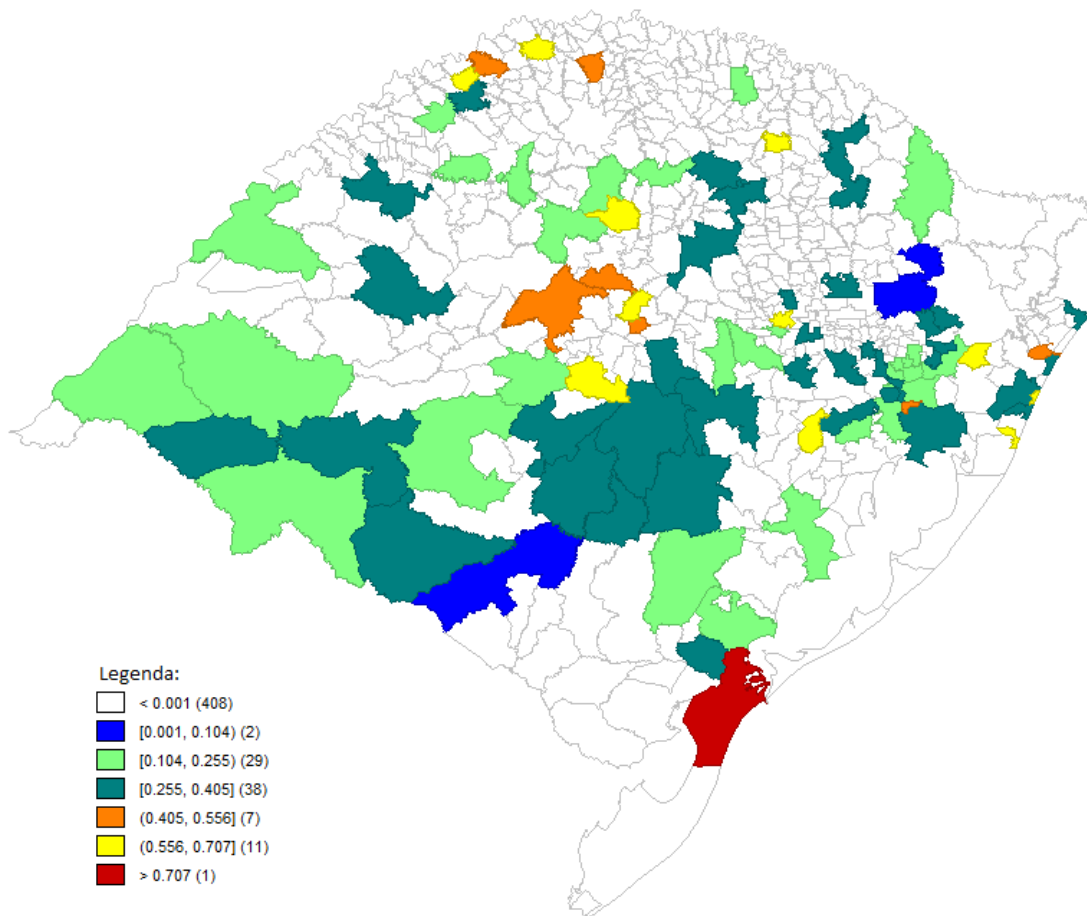 Legenda:
< 0.001 (408)
[0.001, 0.104) (2)
[0.104, 0.255) (29)
[0.255, 0.405] (38)
(0.405, 0.556] (7)
(0.556, 0.707] (11)
> 0.707 (1)